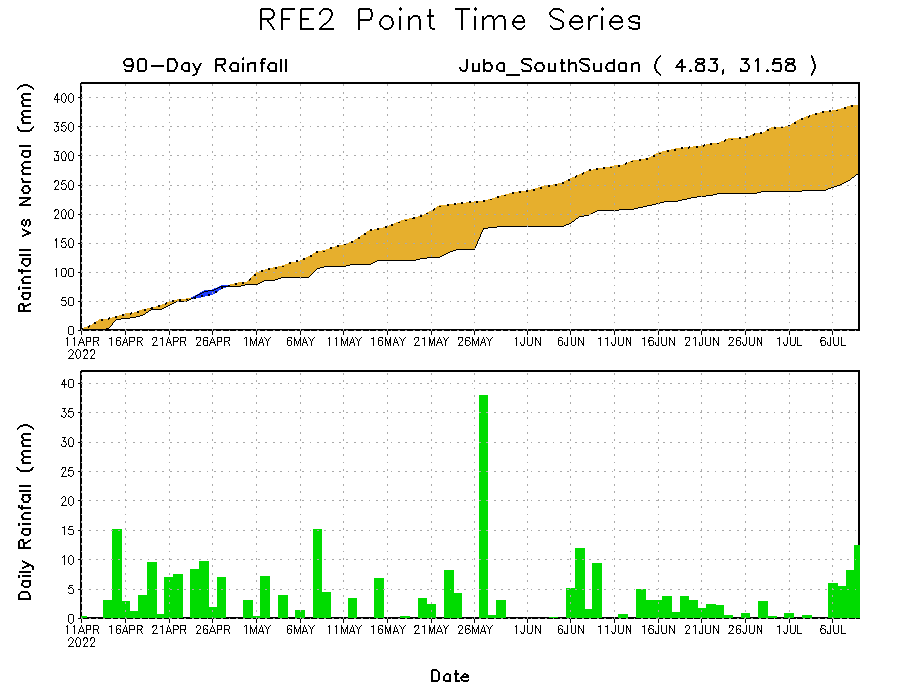 RFE2 Point Time Series
90-Day Rainfall Juba_SouthSudan ( 4.83, 31.58 )
Rainfall vs Normal (mm)
400
350
300
250
200
150
100
50
0
11APR 16APR 21APR 26APR 1MAY 6MAY 11MAY 16MAY 21MAY 26MAY 1JUN 6JUN 11JUN 16JUN 21JUN 26JUN 1JUL 6JUL
2022
Daily Rainfall (mm)
40
35
30
25
20
15
10
5
0
11APR 16APR 21APR 26APR 1MAY 6MAY 11MAY 16MAY 21MAY 26MAY 1JUN 6JUN 11JUN 16JUN 21JUN 26JUN 1JUL 6JUL
2022
Date